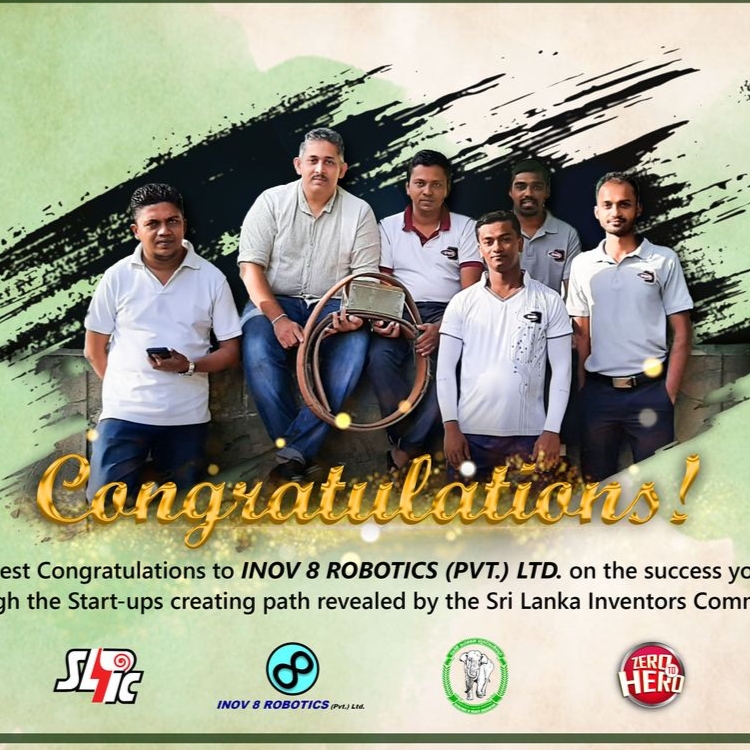 Congratulations!
est Congratulations to INOV 8 ROBOTICS (PVT.) LTD. on the success yo
gh the Start-ups creating path revealed by the Sri Lanka Inventors Comm
SLIC
INOV 8 ROBOTICS (Pvt.) Ltd.
ZERO TO HERO